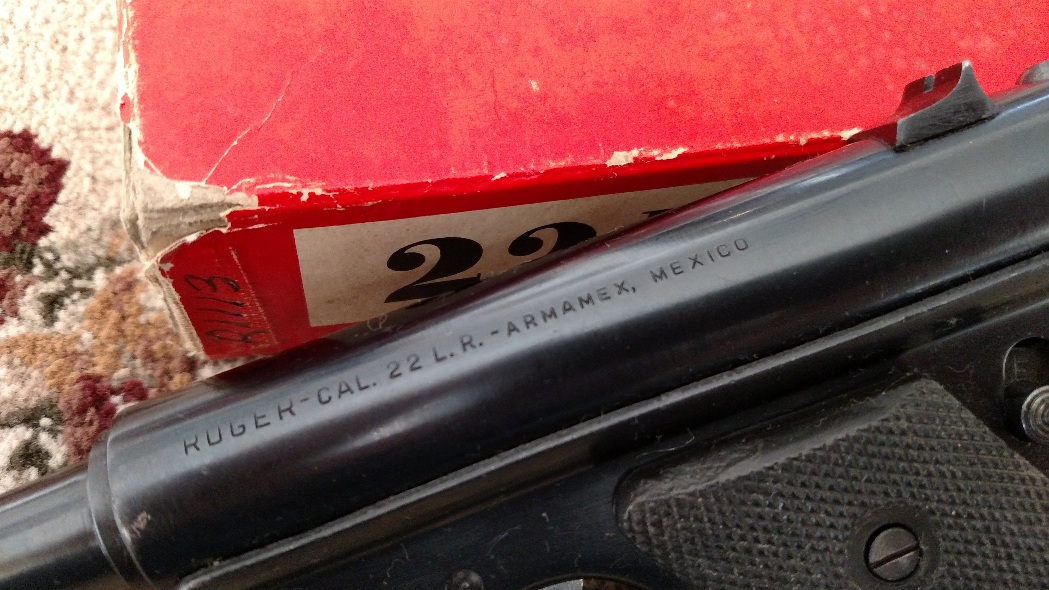 22
RUGER-CAL. 22 L.R.-ARMAMEX, MEXICO